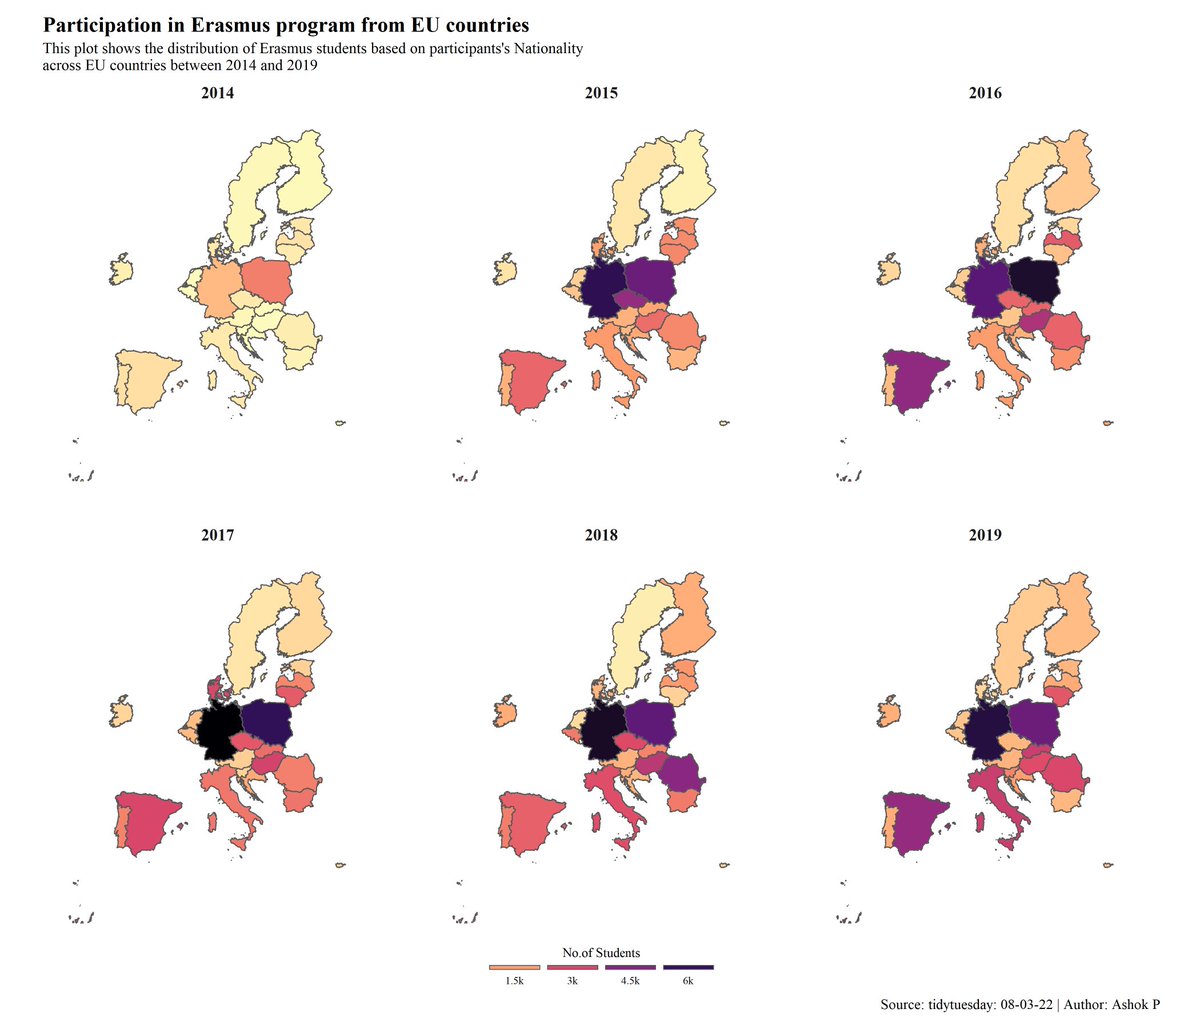 Participation in Erasmus program from EU countries
This plot shows the distribution of Erasmus students based on participants's Nationality
across EU countries between 2014 and 2019
2014
2015
2016
2017
2018
2019
No.of Students
1.5k
3k
4.5k
6k
Source: tidytuesday: 08-03-22 | Author: Ashok P